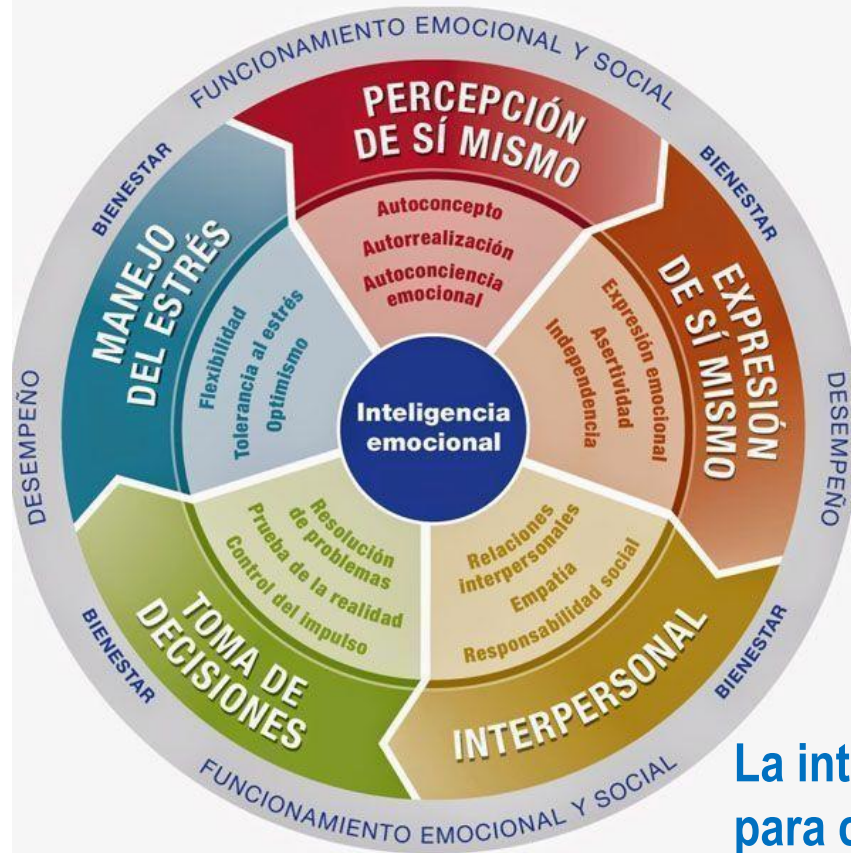 FUNCIONAMIENTO EMOCIONAL Y SOCIAL
BIENESTAR
BIENESTAR
DESEMPEÑO
DESEMPEÑO
PERCEPCIÓN
DE SÍ MISMO
Autoconcepto
Autorrealización
Autoconciencia
emocional
EXPRESIÓN
DE SÍ MISMO
Expresión emocional
Asertividad
Independencia
INTERPERSONAL
Relaciones
interpersonales
Empatía
Responsabilidad social
TOMA DE
DECISIONES
Resolución
de problemas
Prueba de la realidad
Control del impulso
MANEJO
DEL ESTRÉS
Flexibilidad
Tolerancia al estrés
Optimismo
Inteligencia
emocional
BIENESTAR
BIENESTAR
FUNCIONAMIENTO EMOCIONAL Y SOCIAL
La int
para